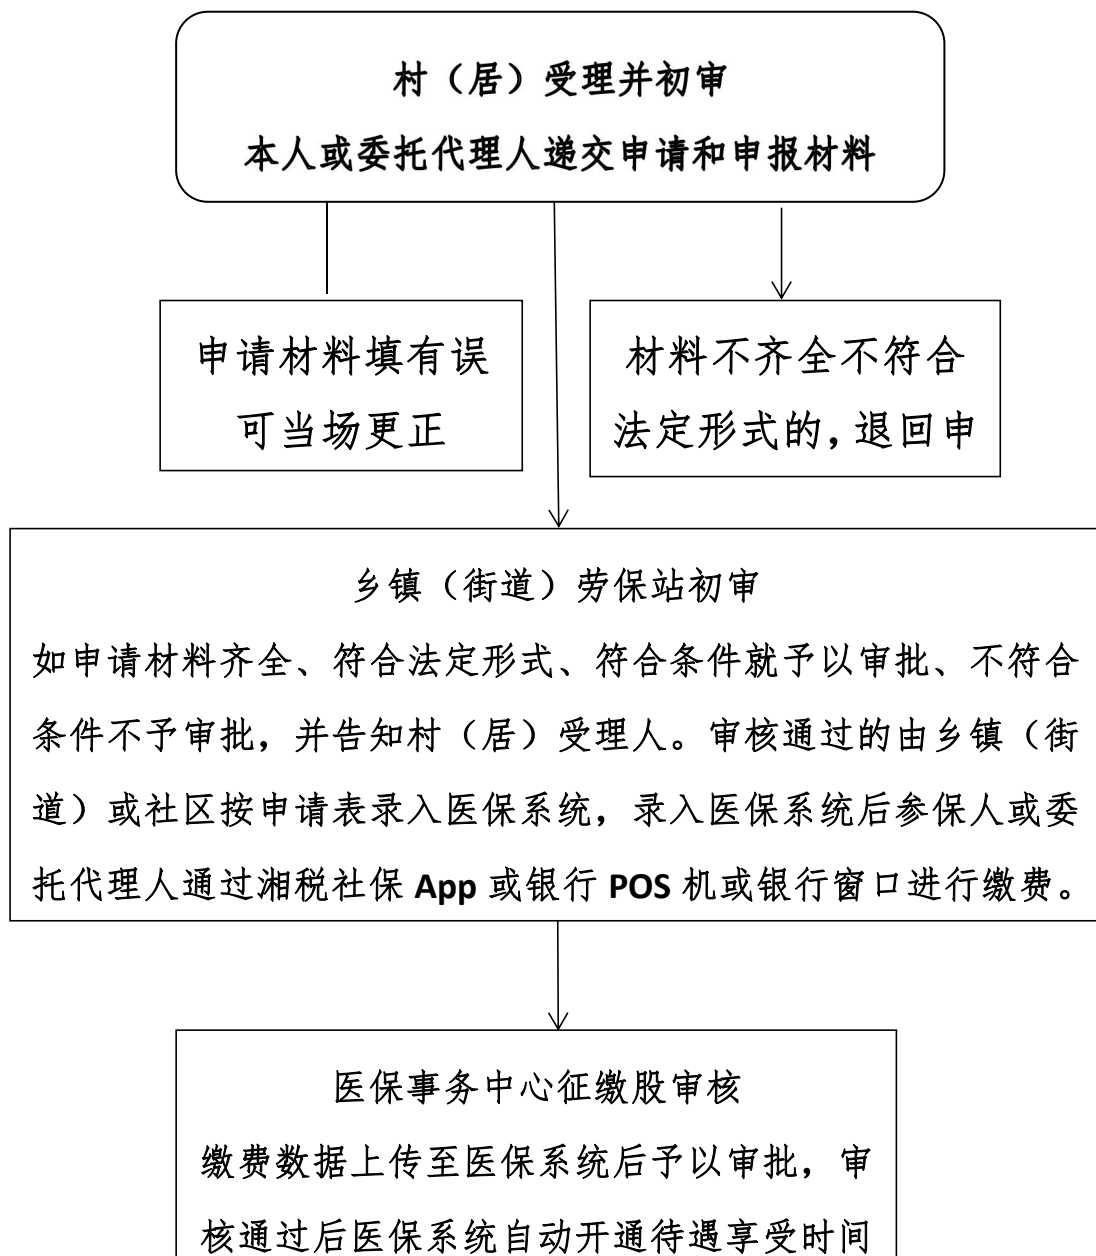 村（居）受理并初审
本人或委托代理人递交申请和申报材料
申请材料填有误
可当场更正
材料不齐全不符合
法定形式的，退回申
乡镇（街道）劳保站初审
如申请材料齐全、符合法定形式、符合条件就予以审批、不符合
条件不予审批，并告知村（居）受理人。审核通过的由乡镇（街
道）或社区按申请表录入医保系统，录入医保系统后参保人或委
托代理人通过湘税社保 App 或银行 POS 机或银行窗口进行缴费。
医保事务中心征缴股审核
缴费数据上传至医保系统后予以审批，审
核通过后医保系统自动开通待遇享受时间